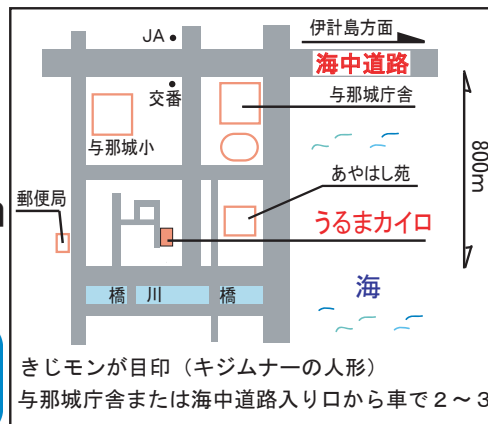 JA
伊計島方面
海中道路
交番
与那城庁舎
与那城小
800m
あやはし苑
郵便局
うるまカイロ
海
橋 川 橋
きじモンが目印(キジムナーの人形)
与那城庁舎または海中道路入り口から車で2〜3